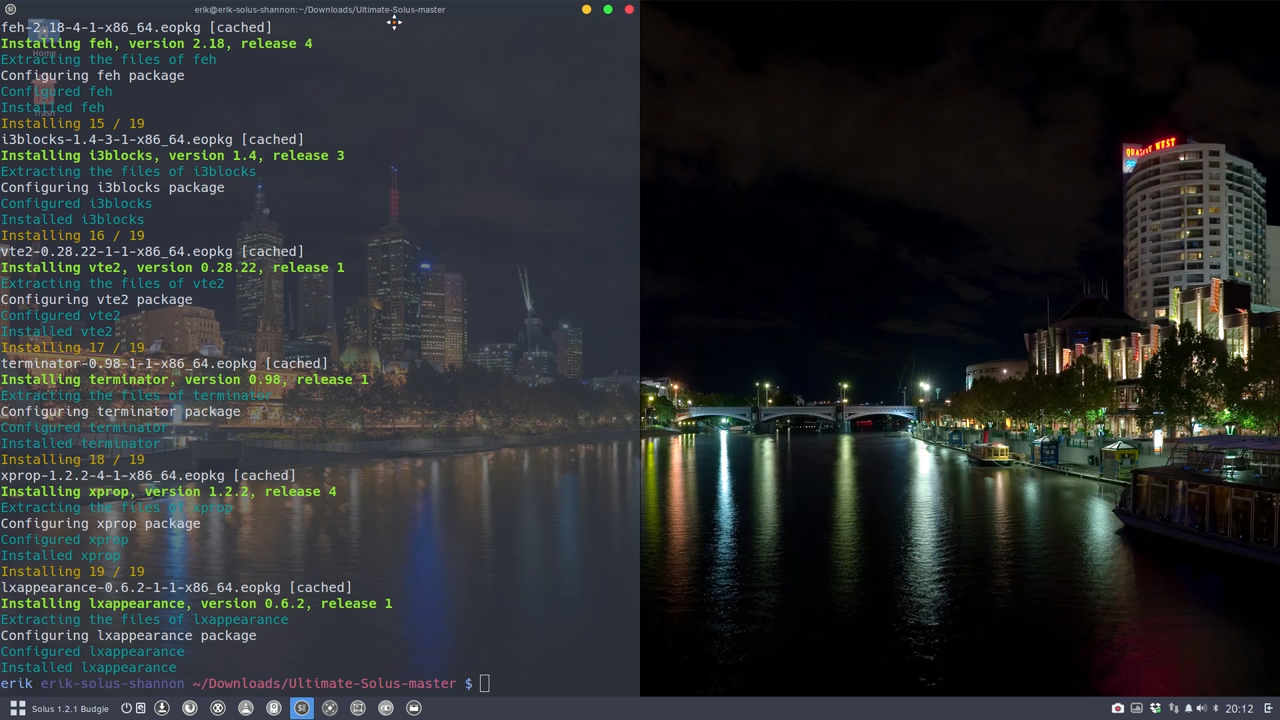 erik@erik-solus-shannon:~/Downloads/Ultimate-Solus-master
feh-2.18-4-1-x86_64.eopkg [cached]
Installing feh, version 2.18, release 4
Extracting the files of feh
Configuring feh package
Configured feh
Installed feh
Installing 15 / 19
i3blocks-1.4-3-1-x86_64.eopkg [cached]
Installing i3blocks, version 1.4, release 3
Extracting the files of i3blocks
Configuring i3blocks package
Configured i3blocks
Installed i3blocks
Installing 16 / 19
vte2-0.28.22-1-1-x86_64.eopkg [cached]
Installing vte2, version 0.28.22, release 1
Extracting the files of vte2
Configuring vte2 package
Configured vte2
Installed vte2
Installing 17 / 19
terminator-0.98-1-1-x86_64.eopkg [cached]
Installing terminator, version 0.98, release 1
Extracting the files of terminator
Configuring terminator package
Configured terminator
Installed terminator
Installing 18 / 19
xprop-1.2.2-4-1-x86_64.eopkg [cached]
Installing xprop, version 1.2.2, release 4
Extracting the files of xprop
Configuring xprop package
Configured xprop
Installed xprop
Installing 19 / 19
lxappearance-0.6.2-1-1-x86_64.eopkg [cached]
Installing lxappearance, version 0.6.2, release 1
Extracting the files of lxappearance
Configuring lxappearance package
Configured lxappearance
Installed lxappearance
erik erik-solus-shannon ~/Downloads/Ultimate-Solus-master $
Home
Trash
WEST
Solus 1.2.1 Budgie
20:12